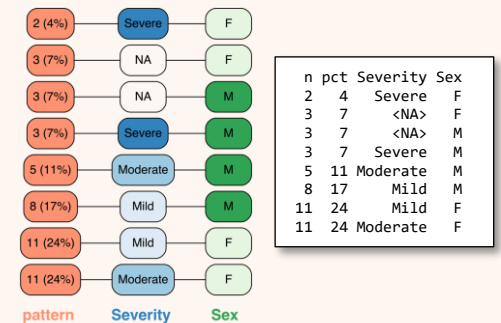 2 (4%) Severe F
3 (7%) NA F
3 (7%) NA M
3 (7%) Severe M
5 (11%) Moderate M
8 (17%) Mild M
11 (24%) Mild F
11 (24%) Moderate F
pattern Severity Sex
n pct Severity Sex
2 4 Severe F
3 7 <NA> F
3 7 <NA> M
3 7 Severe M
5 11 Moderate M
8 17 Mild M
11 24 Mild F
11 24 Moderate F